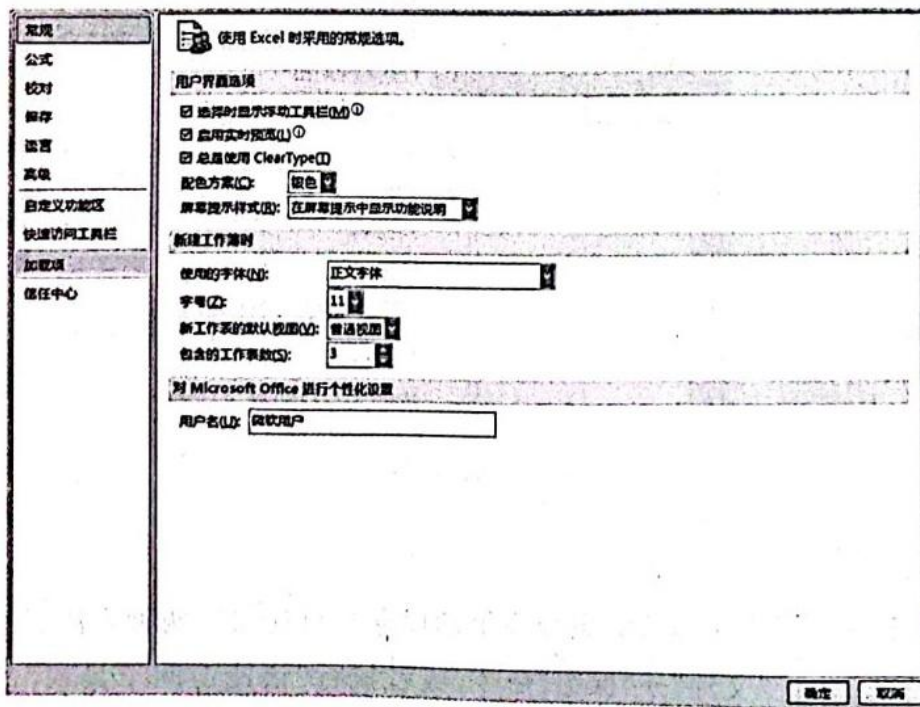 常规
公式
校对
保存
语言
高级
自定义功能区
快速访问工具栏
加载项
信任中心
使用 Excel 时采用的常规选项。
用户界面选项
选择时显示浮动工具栏(M)
启用实时预览(L)
总是使用 ClearType(T)
配色方案(C): 银色
屏幕提示样式(R): 在屏幕提示中显示功能说明
新建工作簿时
使用的字体(N): 正文字体
字号(Z): 11
新工作表的默认视图(V): 普通视图
包含的工作表数(S): 3
对 Microsoft Office 进行个性化设置
用户名(U): 微软用户
确定 取消